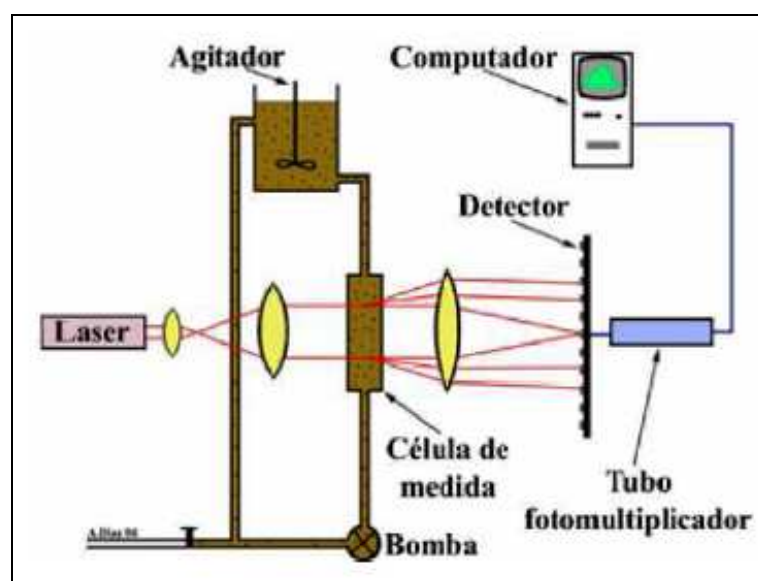 Agitador
Computador
Detector
Laser
Célula de
medida
Tubo
fotomultiplicador
Bomba